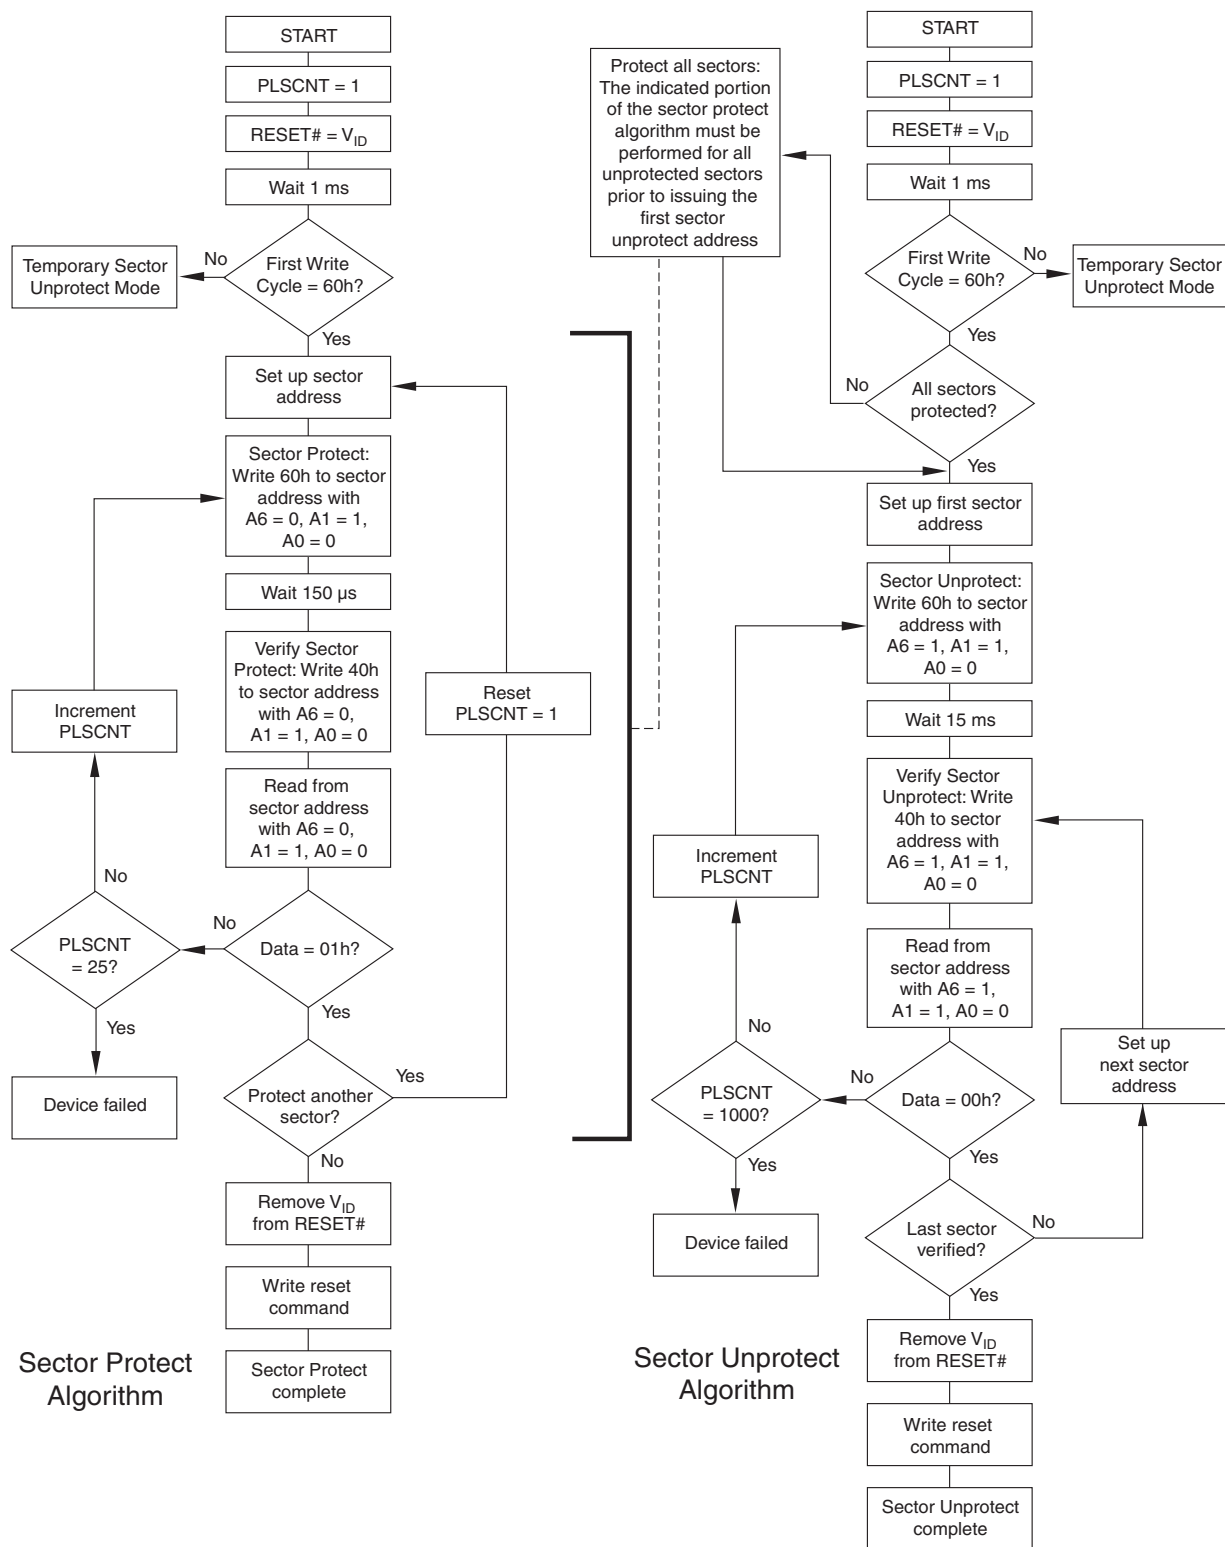 START
PLSCNT = 1
RESET# = VID
Wait 1 ms
First Write
Cycle = 60h?
No
Temporary Sector
Unprotect Mode
Yes
Set up sector
address
Sector Protect:
Write 60h to sector
address with
A6 = 0, A1 = 1,
A0 = 0
Wait 150 µs
Verify Sector
Protect: Write 40h
to sector address
with A6 = 0,
A1 = 1, A0 = 0
Reset
PLSCNT = 1
Increment
PLSCNT
Read from
sector address
with A6 = 0,
A1 = 1, A0 = 0
No
No
PLSCNT
= 25?
Data = 01h?
Yes
Yes
Device failed
Protect another
sector?
Yes
No
Remove VID
from RESET#
Write reset
command
Sector Protect
complete
Sector Protect
Algorithm
Protect all sectors:
The indicated portion
of the sector protect
algorithm must be
performed for all
unprotected sectors
prior to issuing the
first sector
unprotect address
START
PLSCNT = 1
RESET# = VID
Wait 1 ms
First Write
Cycle = 60h?
No
Temporary Sector
Unprotect Mode
Yes
No
All sectors
protected?
Yes
Set up first sector
address
Sector Unprotect:
Write 60h to sector
address with
A6 = 1, A1 = 1,
A0 = 0
Wait 15 ms
Verify Sector
Unprotect: Write
40h to sector
address with
A6 = 1, A1 = 1,
A0 = 0
Increment
PLSCNT
Read from
sector address
with A6 = 1,
A1 = 1, A0 = 0
No
No
Set up
next sector
address
PLSCNT
= 1000?
Data = 00h?
Yes
Yes
Device failed
Last sector
verified?
No
Yes
Remove VID
from RESET#
Write reset
command
Sector Unprotect
complete
Sector Unprotect
Algorithm